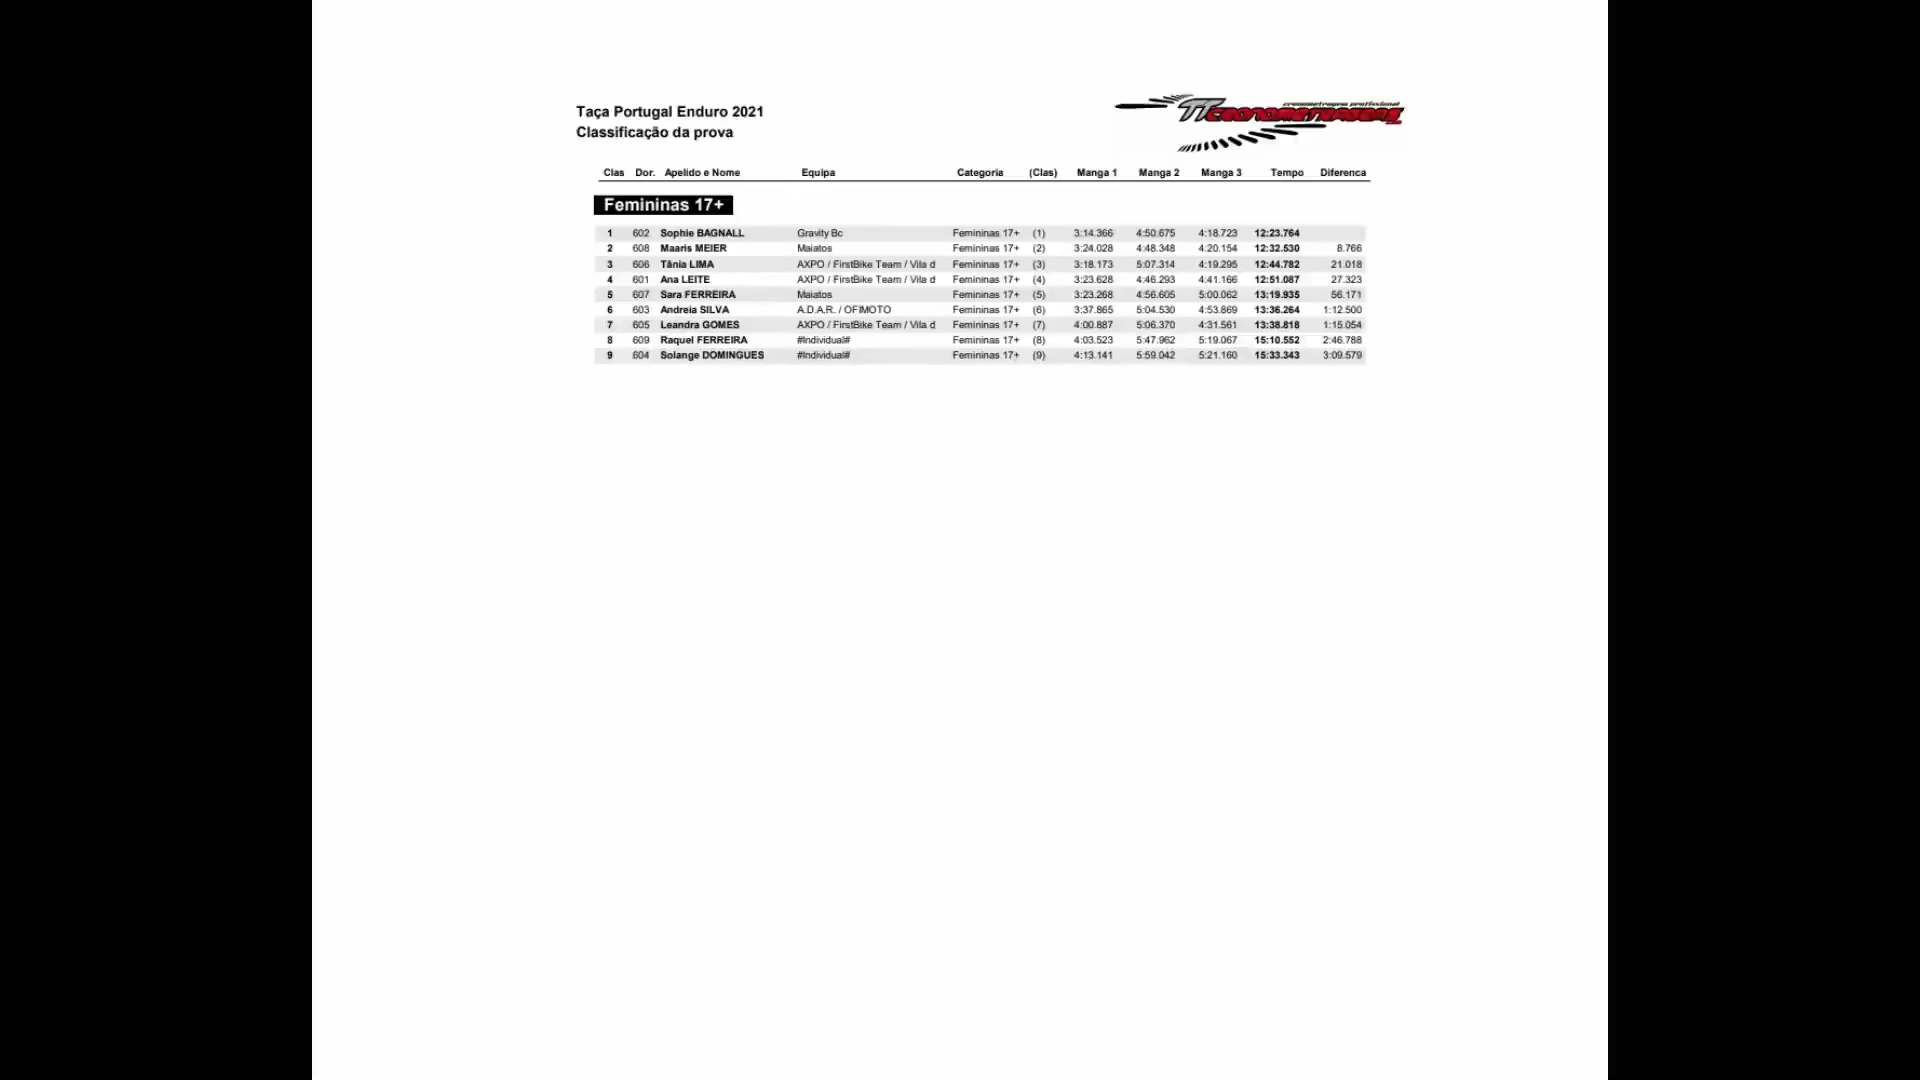 Taça Portugal Enduro 2021
Classificação da prova
cronometragem profissional
TTCRONOMETRAGEM
Clas Dor. Apelido e Nome Equipa Categoria (Clas) Manga 1 Manga 2 Manga 3 Tempo Diferenca
Femininas 17+
1 602 Sophie BAGNALL Gravity Bc Femininas 17+ (1) 3:14.366 4:50.675 4:18.723 12:23.764
2 608 Maaris MEIER Maiatos Femininas 17+ (2) 3:24.028 4:48.348 4:20.154 12:32.530 8.766
3 606 Tânia LIMA AXPO / FirstBike Team / Vila d Femininas 17+ (3) 3:18.173 5:07.314 4:19.295 12:44.782 21.018
4 601 Ana LEITE AXPO / FirstBike Team / Vila d Femininas 17+ (4) 3:23.628 4:46.293 4:41.166 12:51.087 27.323
5 607 Sara FERREIRA Maiatos Femininas 17+ (5) 3:23.268 4:56.605 5:00.062 13:19.935 56.171
6 603 Andreia SILVA A.D.A.R. / OFIMOTO Femininas 17+ (6) 3:37.865 5:04.530 4:53.869 13:36.264 1:12.500
7 605 Leandra GOMES AXPO / FirstBike Team / Vila d Femininas 17+ (7) 4:00.887 5:06.370 4:31.561 13:38.818 1:15.054
8 609 Raquel FERREIRA #Individual# Femininas 17+ (8) 4:03.523 5:47.962 5:19.067 15:10.552 2:46.788
9 604 Solange DOMINGUES #Individual# Femininas 17+ (9) 4:13.141 5:59.042 5:21.160 15:33.343 3:09.579